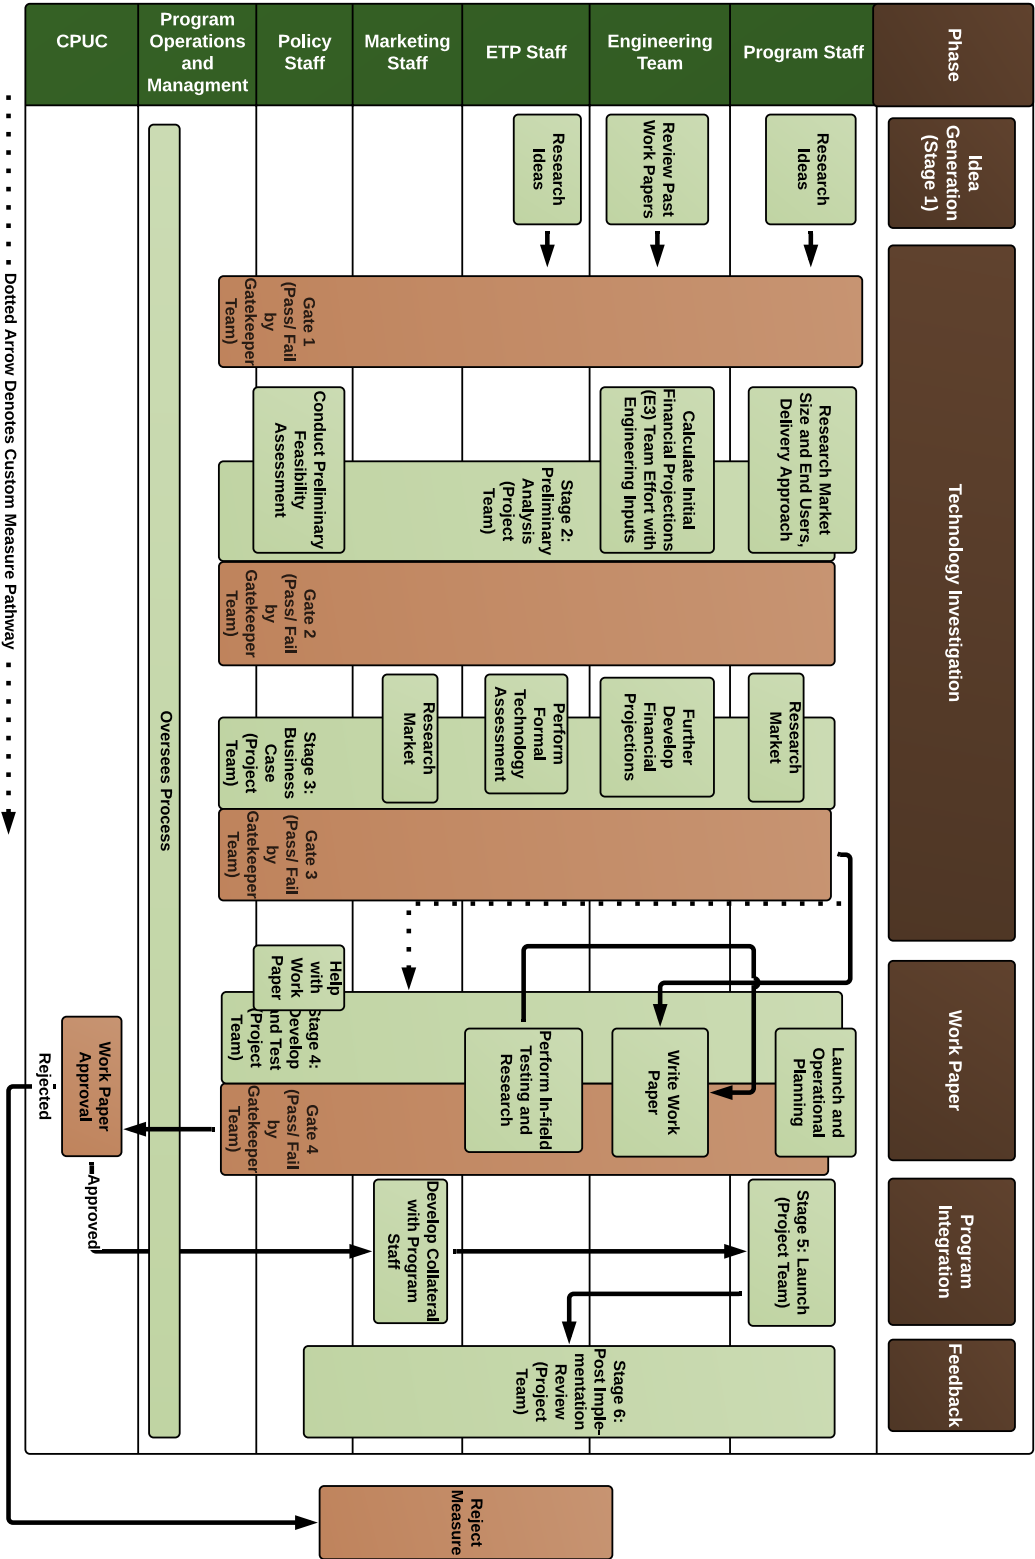 CPUC
Program
Operations
and
Managment
Policy
Staff
Marketing
Staff
ETP Staff
Engineering
Team
Program Staff
Phase
Idea
Generation
(Stage 1)
Research
Ideas
Review Past
Work Papers
Research
Ideas
Technology Investigation
Gate 1
(Pass/ Fail
by
Gatekeeper
Team)
Research Market
Size and End Users,
Delivery Approach
Calculate Initial
Financial Projections
(E3) Team Effort with
Engineering Inputs
Stage 2:
Preliminary
Analysis
(Project
Team)
Conduct Preliminary
Feasibility
Assessment
Gate 2
(Pass/ Fail
by
Gatekeeper
Team)
Research
Market
Further
Develop
Financial
Projections
Perform
Formal
Technology
Assessment
Research
Market
Stage 3:
Business
Case
(Project
Team)
Gate 3
(Pass/ Fail
by
Gatekeeper
Team)
Oversees Process
Dotted Arrow Denotes Custom Measure Pathway
Work Paper
Help
with
Work
Paper
Stage 4:
Develop
and Test
(Project
Team)
Launch and
Operational
Planning
Write Work
Paper
Perform In-field
Testing and
Research
Gate 4
(Pass/ Fail
by
Gatekeeper
Team)
Work Paper
Approval
Rejected
Approved
Program
Integration
Stage 5: Launch
(Project Team)
Develop Collateral
with Program
Staff
Feedback
Stage 6:
Post Imple-
mentation
Review
(Project
Team)
Reject
Measure